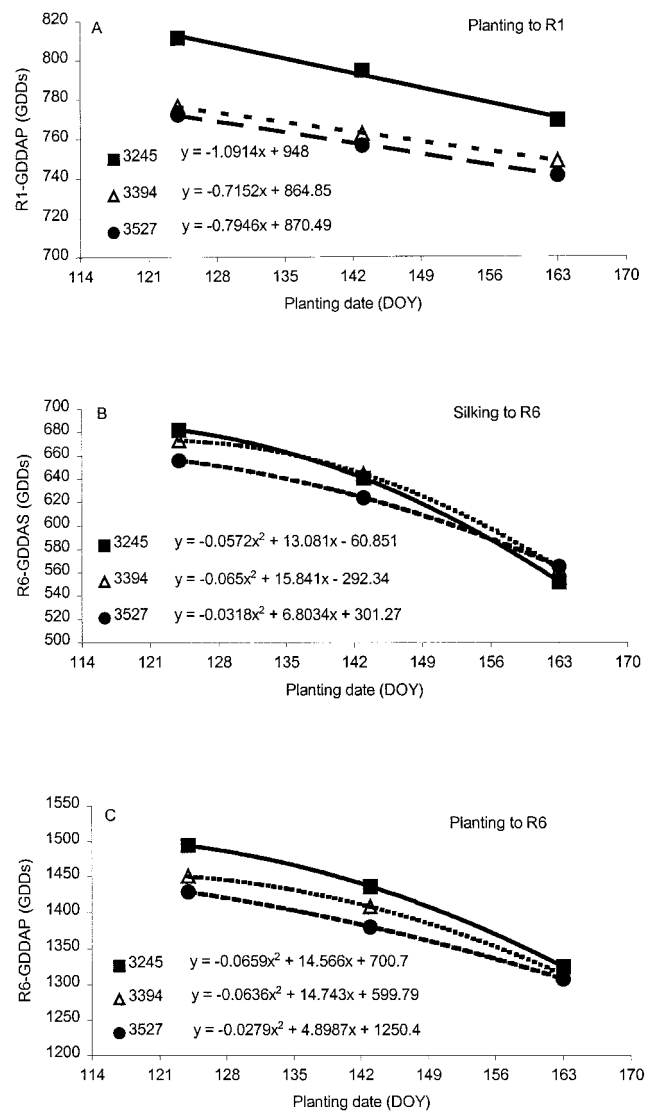 A
Planting to R1
R1-GDDAP (GDDs)
820
800
780
760
740
720
700
3245 y = -1.0914x + 948
3394 y = -0.7152x + 864.85
3527 y = -0.7946x + 870.49
114 121 128 135 142 149 156 163 170
Planting date (DOY)
B
Silking to R6
R6-GDDAS (GDDs)
700
680
660
640
620
600
580
560
540
520
500
3245 y = -0.0572x² + 13.081x - 60.851
3394 y = -0.065x² + 15.841x - 292.34
3527 y = -0.0318x² + 6.8034x + 301.27
114 121 128 135 142 149 156 163 170
Planting date (DOY)
C
Planting to R6
R6-GDDAP (GDDs)
1550
1500
1450
1400
1350
1300
1250
1200
3245 y = -0.0659x² + 14.566x + 700.7
3394 y = -0.0636x² + 14.743x + 599.79
3527 y = -0.0279x² + 4.8987x + 1250.4
114 121 128 135 142 149 156 163 170
Planting date (DOY)